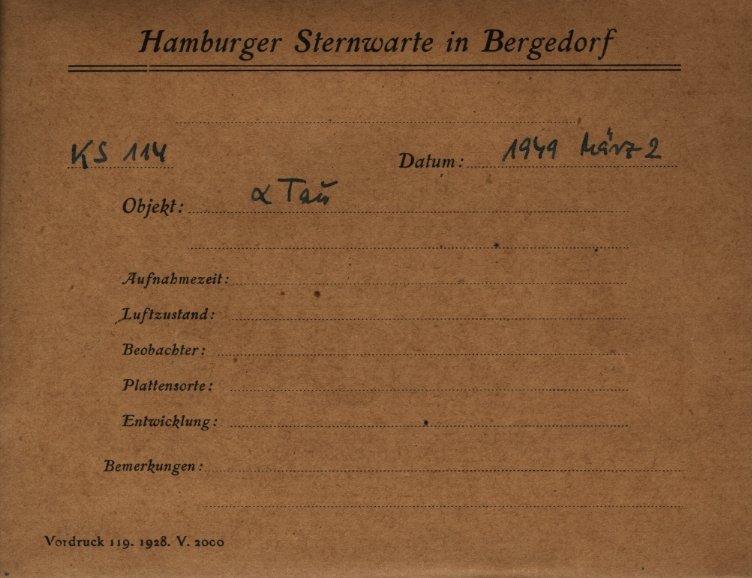 Hamburger Sternwarte in Bergedorf
KS 114 Datum: 1949 März 2
Objekt: α Tau
Aufnahmezeit:
Luftzustand:
Beobachter:
Plattensorte:
Entwicklung:
Bemerkungen:
Vordruck 119. 1928. V. 2000